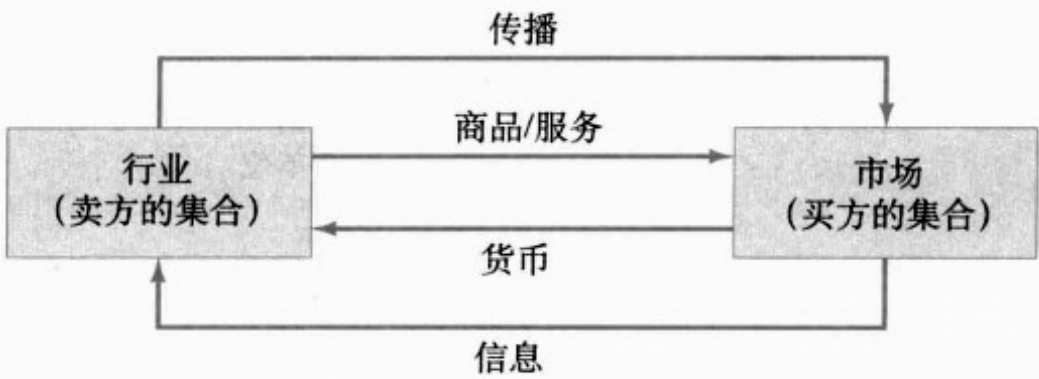 传播
商品/服务
行业
（卖方的集合）
市场
（买方的集合）
货币
信息